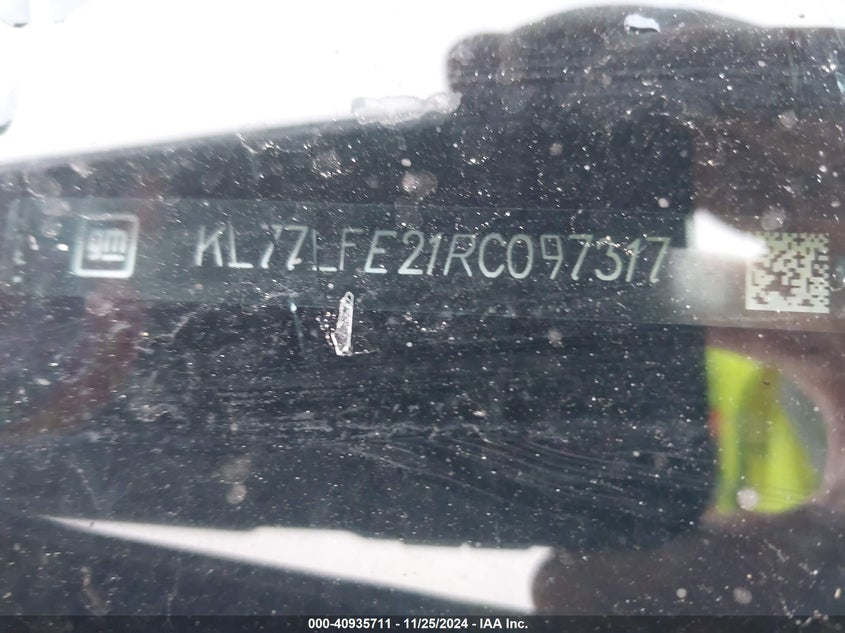 gm KL77LFE21RC097317
000-40935711 - 11/25/2024 - IAA Inc.